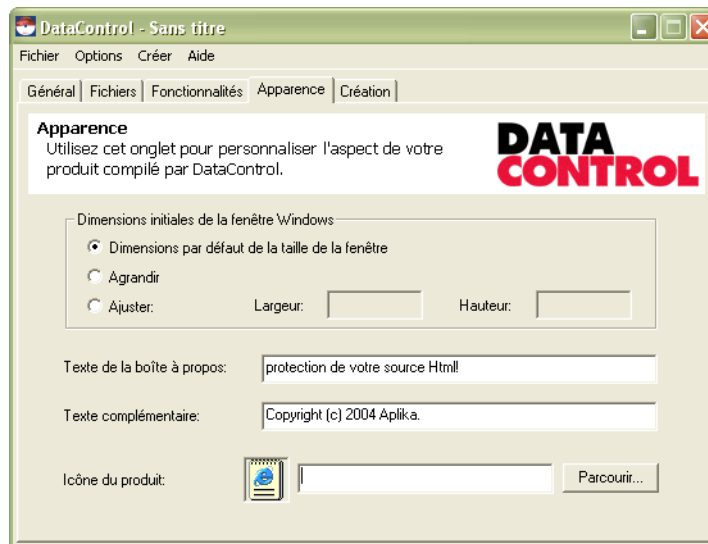 DataControl - Sans titre
Fichier Options Créer Aide
Général Fichiers Fonctionnalités Apparence Création
Apparence
Utilisez cet onglet pour personnaliser l'aspect de votre
produit compilé par DataControl.
DATA
CONTROL
Dimensions initiales de la fenêtre Windows
Dimensions par défaut de la taille de la fenêtre
Agrandir
Ajuster: Largeur: Hauteur:
Texte de la boîte à propos: protection de votre source Html!
Texte complémentaire: Copyright (c) 2004 Aplika.
Icône du produit: Parcourir...